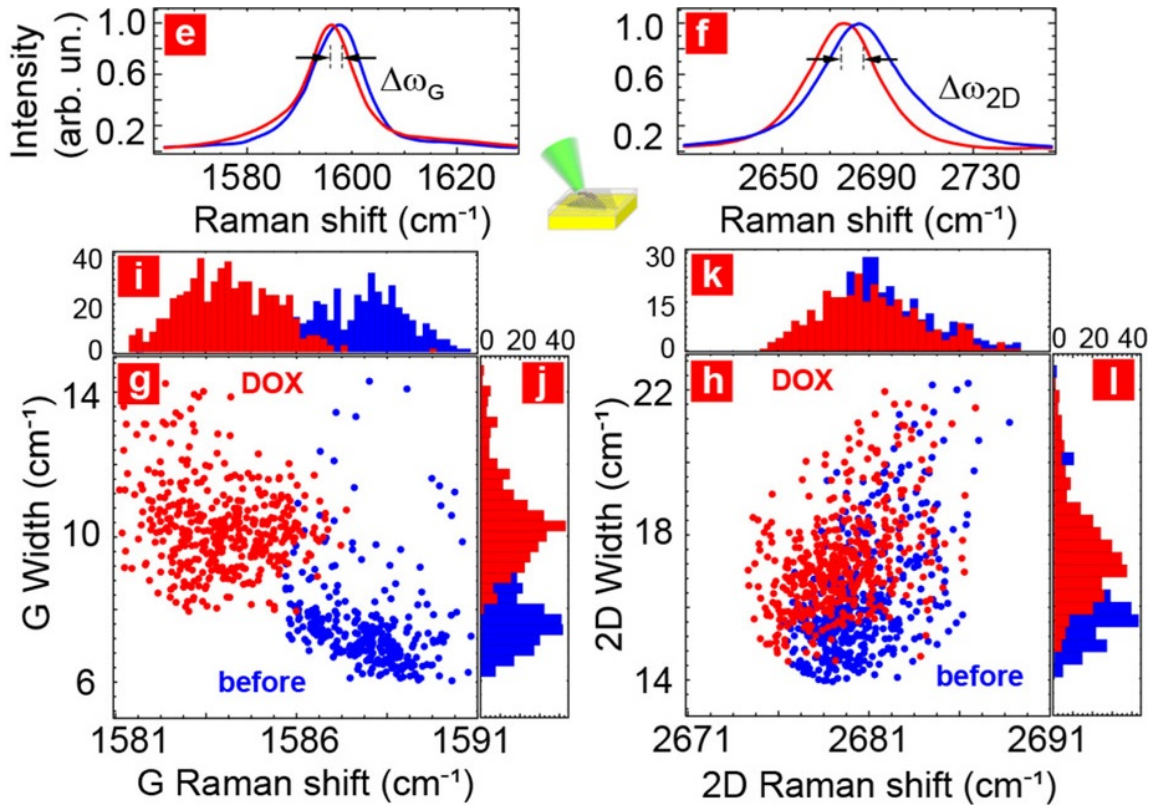 Intensity
(arb. un.)
1.0
0.6
0.2
e
Δω_G
1580 1600 1620
Raman shift (cm⁻¹)
1.0
0.6
0.2
f
Δω_2D
2650 2690 2730
Raman shift (cm⁻¹)
40
20
0
i
30
15
0
k
0 20 40
0 20 40
G Width (cm⁻¹)
14
10
6
g
DOX
before
j
1581 1586 1591
G Raman shift (cm⁻¹)
2D Width (cm⁻¹)
22
18
14
h
DOX
before
l
2671 2681 2691
2D Raman shift (cm⁻¹)